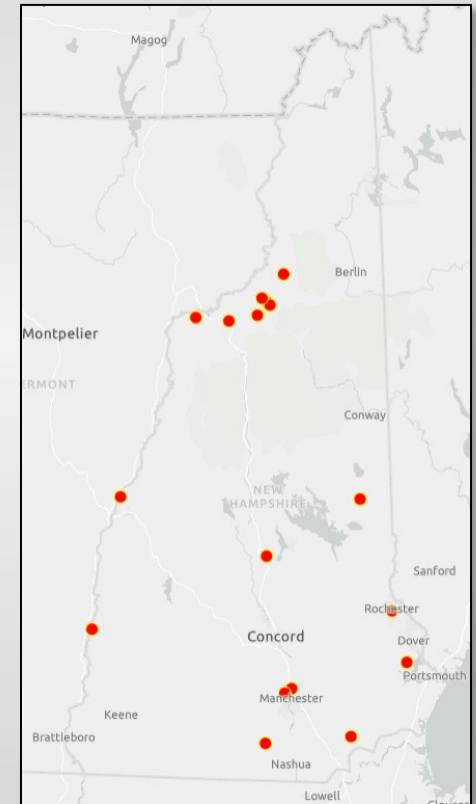 Magog
Berlin
Montpelier
ERMONT
Conway
NEW
HAMPSHIRE
Sanford
Rochester
Concord
Dover
Portsmouth
Manchester
Keene
Brattleboro
Nashua
Lowell